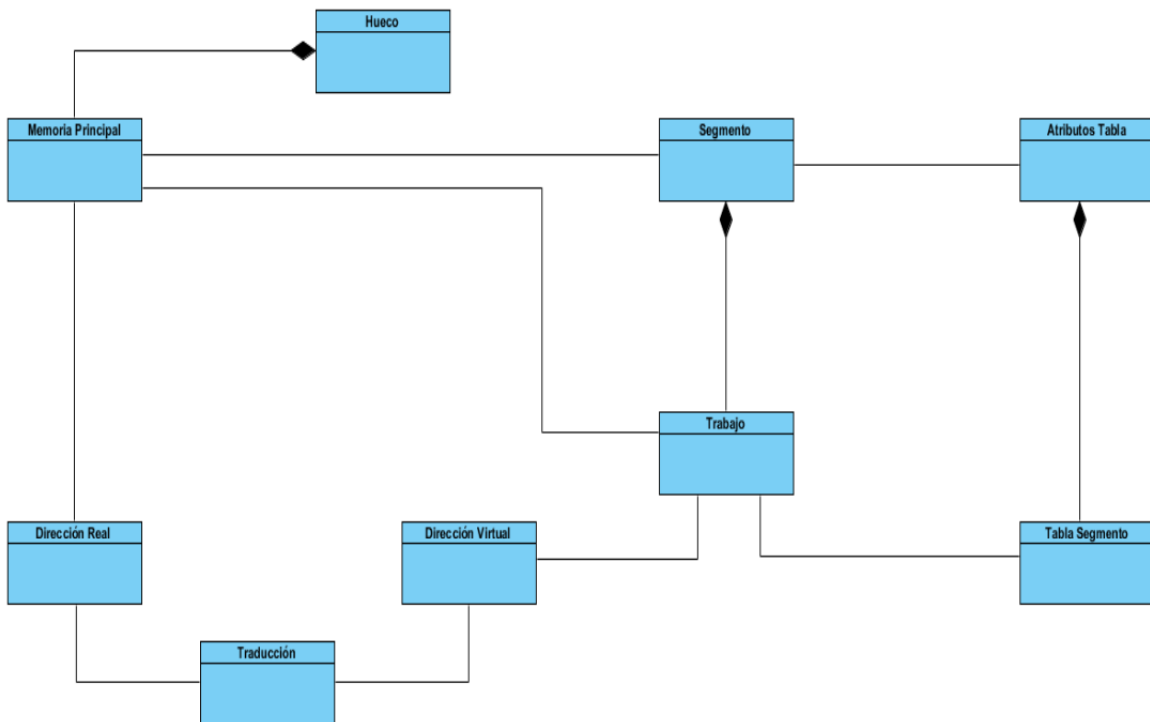 Hueco
Memoria Principal
Segmento
Atributos Tabla
Trabajo
Dirección Real
Dirección Virtual
Tabla Segmento
Traducción